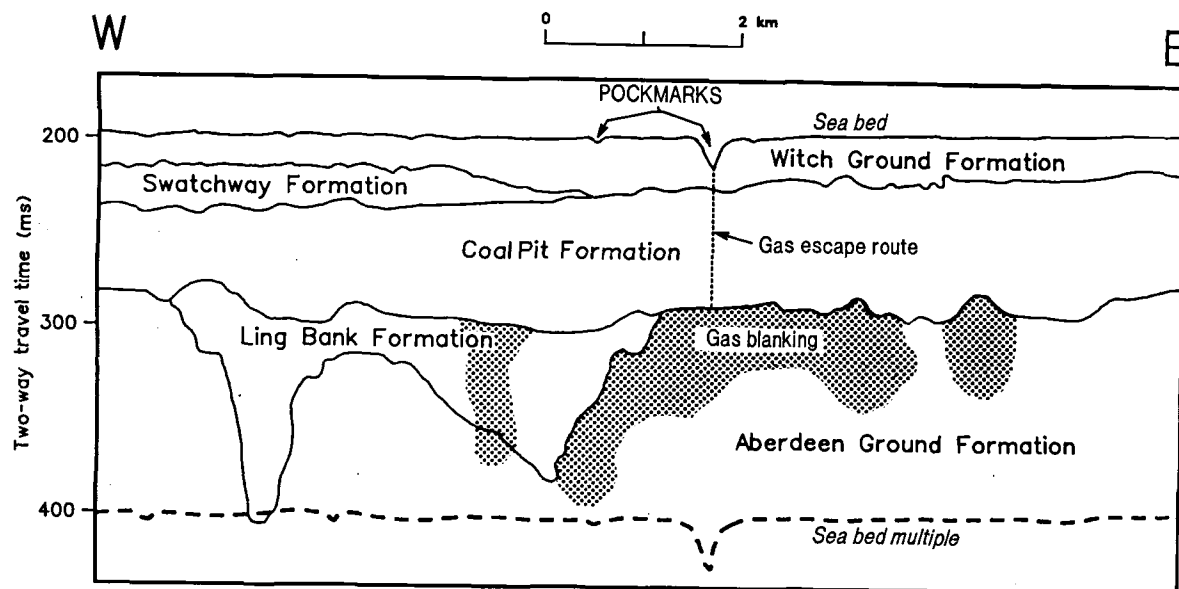 W
0
2 km
E
POCKMARKS
Sea bed
200
Witch Ground Formation
Swatchway Formation
Coal Pit Formation
Gas escape route
300
Ling Bank Formation
Gas blanking
Aberdeen Ground Formation
400
Sea bed multiple
Two-way travel time (ms)